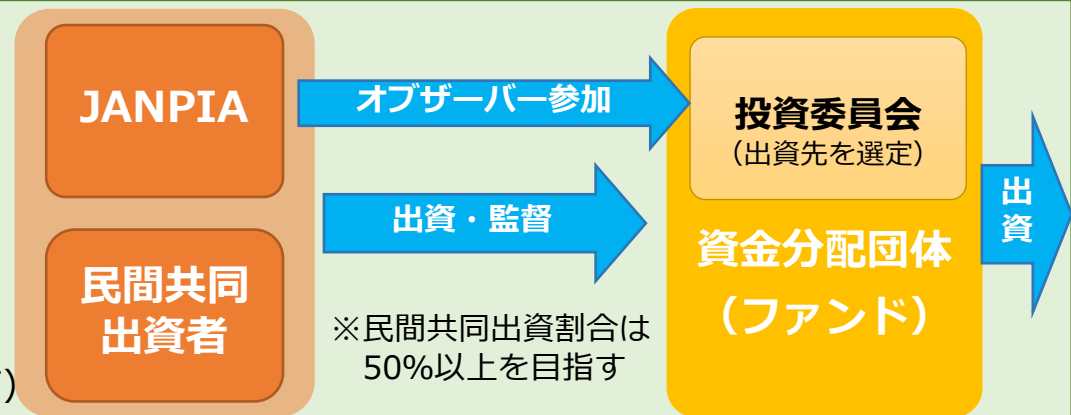 JANPIA
オブザーバー参加
投資委員会
（出資先を選定）
出資・監督
出
資
資金分配団体
（ファンド）
民間共同
出資者
※民間共同出資割合は
50%以上を目指す
)